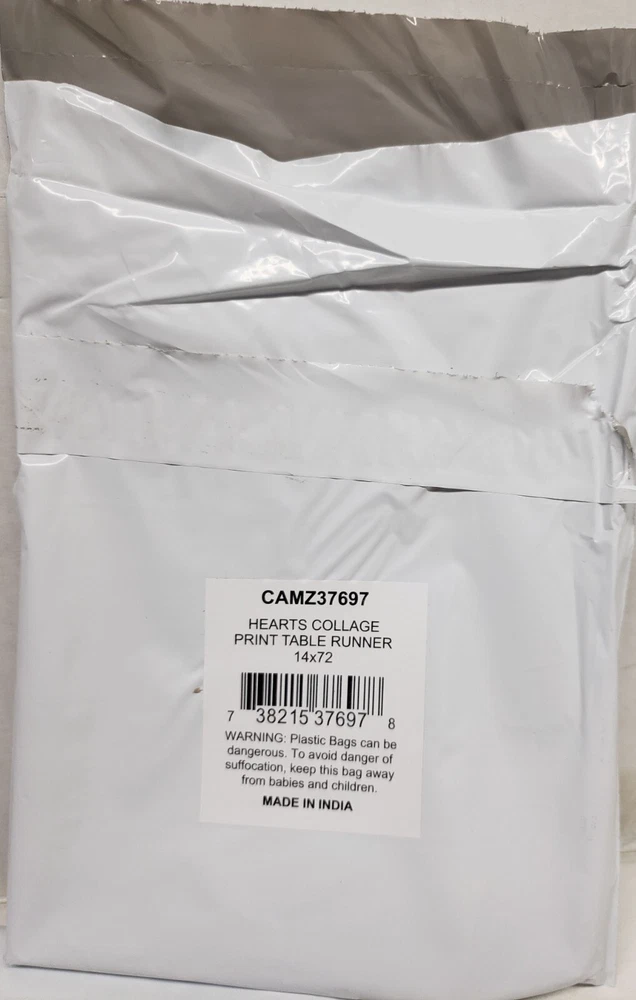 CAMZ37697
HEARTS COLLAGE
PRINT TABLE RUNNER
14x72
7 38215 37697 8
WARNING: Plastic Bags can be
dangerous. To avoid danger of
suffocation, keep this bag away
from babies and children.
MADE IN INDIA